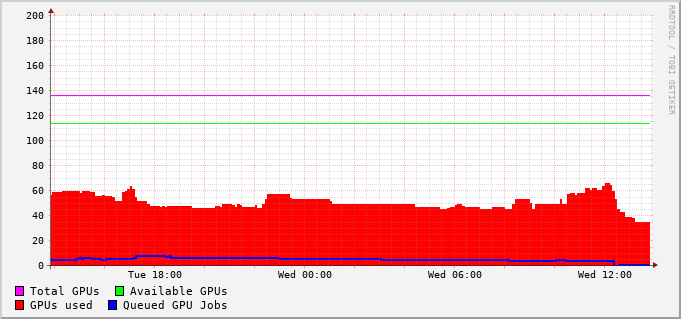 200
180
160
140
120
100
80
60
40
20
0
Tue 18:00 Wed 00:00 Wed 06:00 Wed 12:00
Total GPUs Available GPUs
GPUs used Queued GPU Jobs
RRDTOOL / TOBI OETIKER